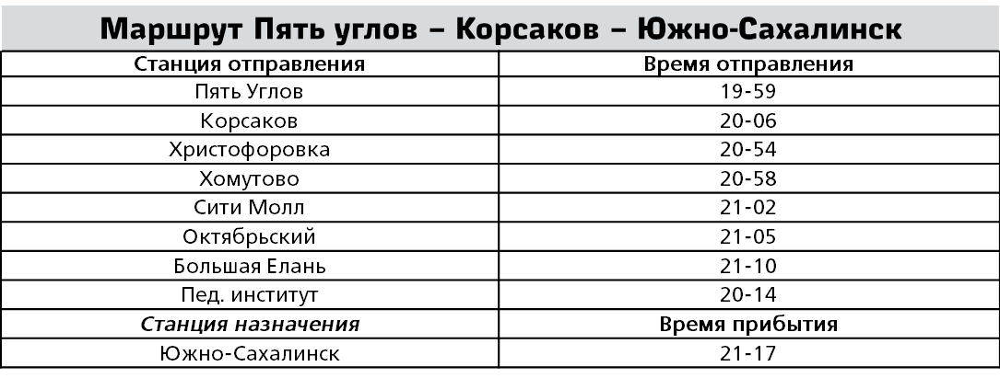 Маршрут Пять углов – Корсаков – Южно-Сахалинск
Станция отправления Время отправления
Пять Углов 19-59
Корсаков 20-06
Христофоровка 20-54
Хомутово 20-58
Сити Молл 21-02
Октябрьский 21-05
Большая Елань 21-10
Пед. институт 20-14
Станция назначения Время прибытия
Южно-Сахалинск 21-17